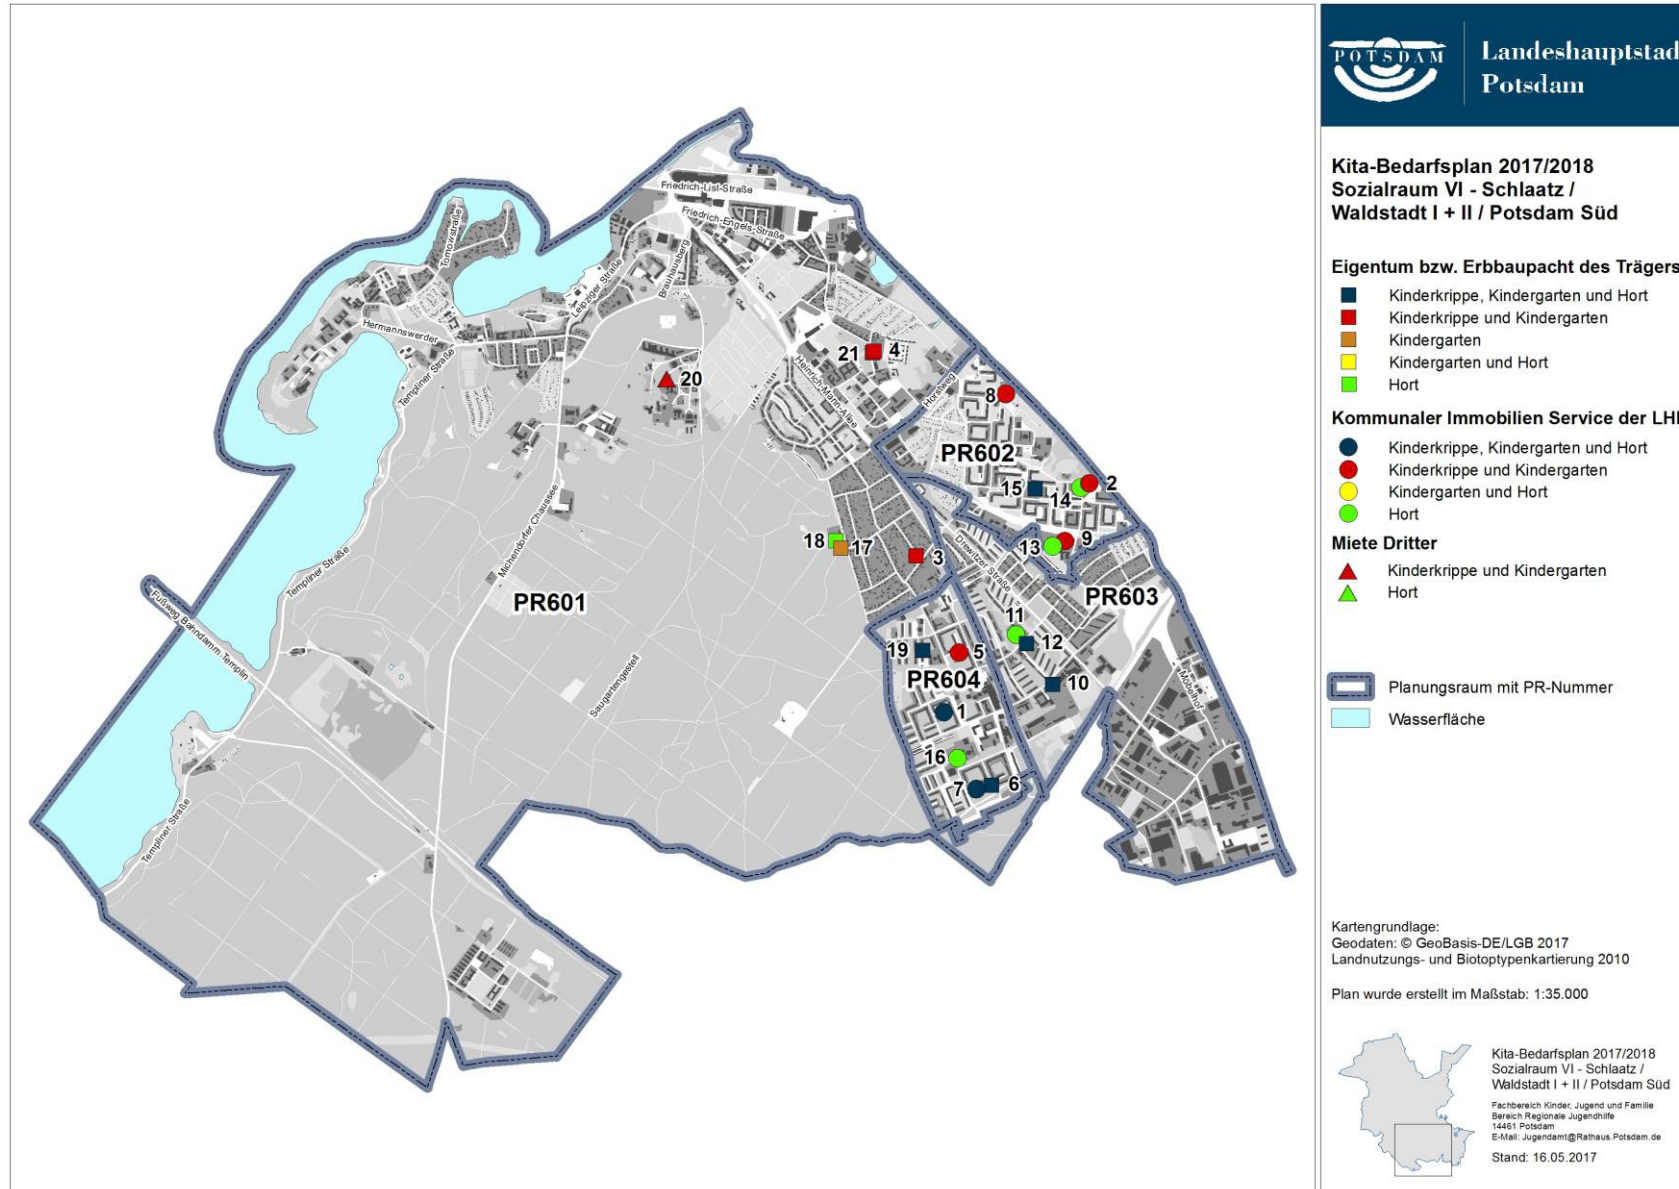 POTSDAM
Landeshauptstad
Potsdam
Kita-Bedarfsplan 2017/2018
Sozialraum VI - Schlaatz /
Waldstadt I + II / Potsdam Süd
Eigentum bzw. Erbbaupacht des Trägers
Kinderkrippe, Kindergarten und Hort
Kinderkrippe und Kindergarten
Kindergarten
Kindergarten und Hort
Hort
Kommunaler Immobilien Service der LH
Kinderkrippe, Kindergarten und Hort
Kinderkrippe und Kindergarten
Kindergarten und Hort
Hort
Miete Dritter
Kinderkrippe und Kindergarten
Hort
Planungsraum mit PR-Nummer
Wasserfläche
Kartengrundlage:
Geodaten: © GeoBasis-DE/LGB 2017
Landnutzungs- und Biotoptypenkartierung 2010
Plan wurde erstellt im Maßstab: 1:35.000
Kita-Bedarfsplan 2017/2018
Sozialraum VI - Schlaatz /
Waldstadt I + II / Potsdam Süd
Fachbereich Kinder, Jugend und Familie
Bereich Regionale Jugendhilfe
14461 Potsdam
E-Mail: Jugendamt@Rathaus.Potsdam.de
Stand: 16.05.2017
Friedrich-List-Straße
Friedrich-Engels-Straße
Tornowstraße
Leipziger Straße
Brauhausberg
Hermannswerder
Templiner Straße
Heinrich-Mann-Allee
Horstweg
21
4
20
8
PR602
15
14
2
13
9
18
17
3
Drewitzer Straße
PR603
Michendorfer Chaussee
Templiner Straße
PR601
Fußweg Bahndamm Templin
11
12
19
5
PR604
10
Saugartengestell
Möbelhof
1
16
7
6
Templiner Straße